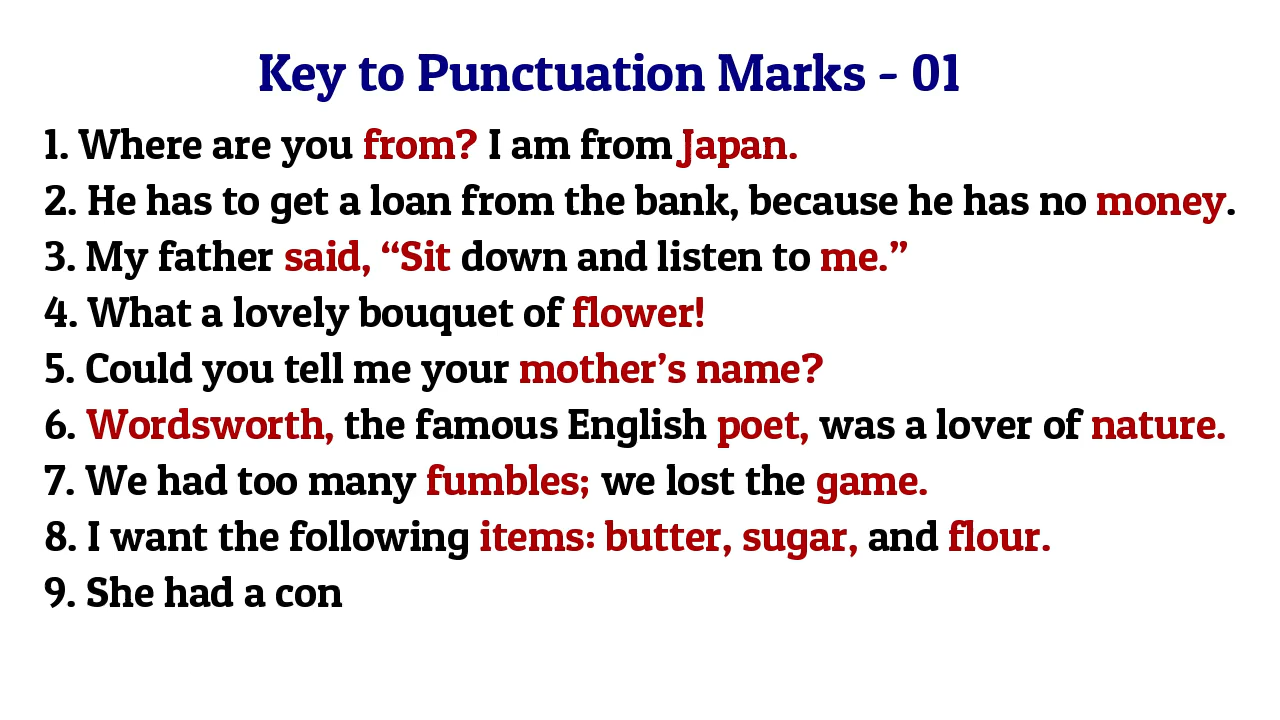 Key to Punctuation Marks - 01
1. Where are you from? I am from Japan.
2. He has to get a loan from the bank, because he has no money.
3. My father said, “Sit down and listen to me.”
4. What a lovely bouquet of flower!
5. Could you tell me your mother’s name?
6. Wordsworth, the famous English poet, was a lover of nature.
7. We had too many fumbles; we lost the game.
8. I want the following items: butter, sugar, and flour.
9. She had a con